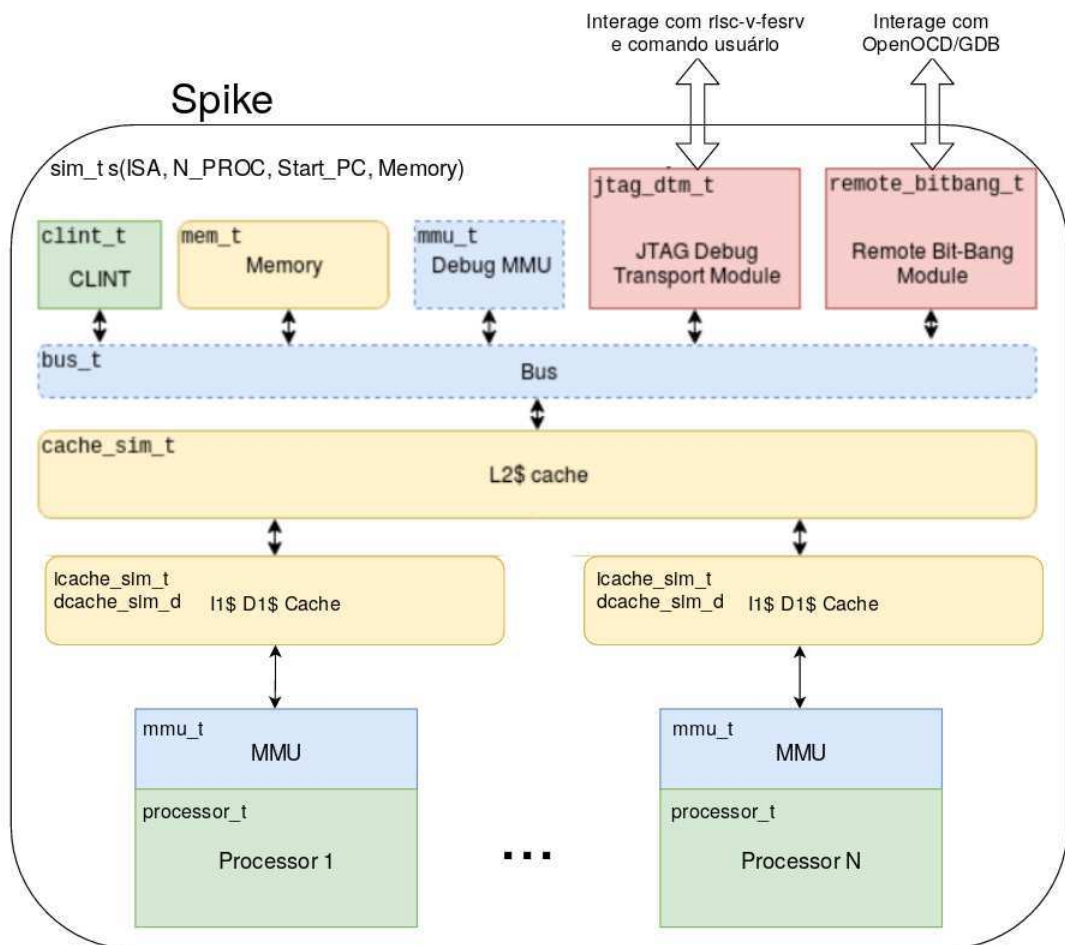 Interage com risc-v-fesrv
e comando usuário
Interage com
OpenOCD/GDB
Spike
sim_t s(ISA, N_PROC, Start_PC, Memory)
clint_t
CLINT
mem_t
Memory
mmu_t
Debug MMU
jtag_dtm_t
JTAG Debug
Transport Module
remote_bitbang_t
Remote Bit-Bang
Module
bus_t
Bus
cache_sim_t
L2$ cache
icache_sim_t
dcache_sim_d
I1$ D1$ Cache
icache_sim_t
dcache_sim_d
I1$ D1$ Cache
mmu_t
MMU
mmu_t
MMU
processor_t
Processor 1
...
processor_t
Processor N